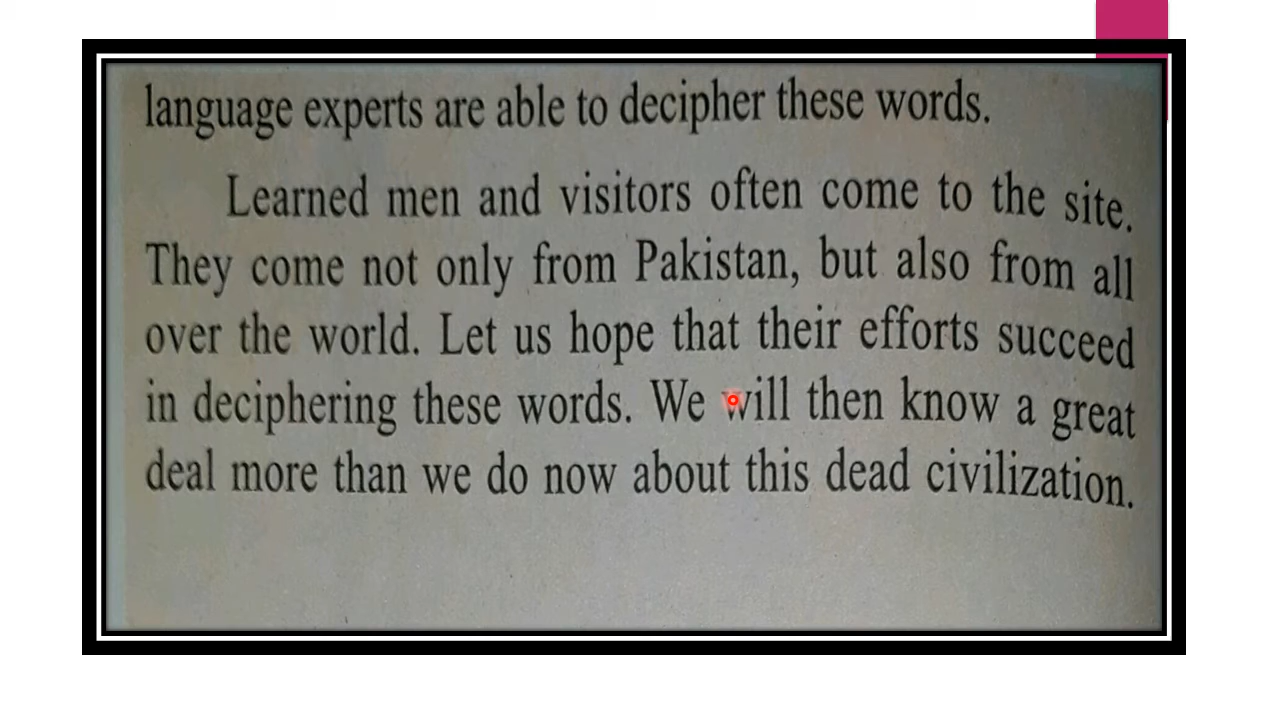 language experts are able to decipher these words.
Learned men and visitors often come to the site.
They come not only from Pakistan, but also from all
over the world. Let us hope that their efforts succeed
in deciphering these words. We will then know a great
deal more than we do now about this dead civilization.